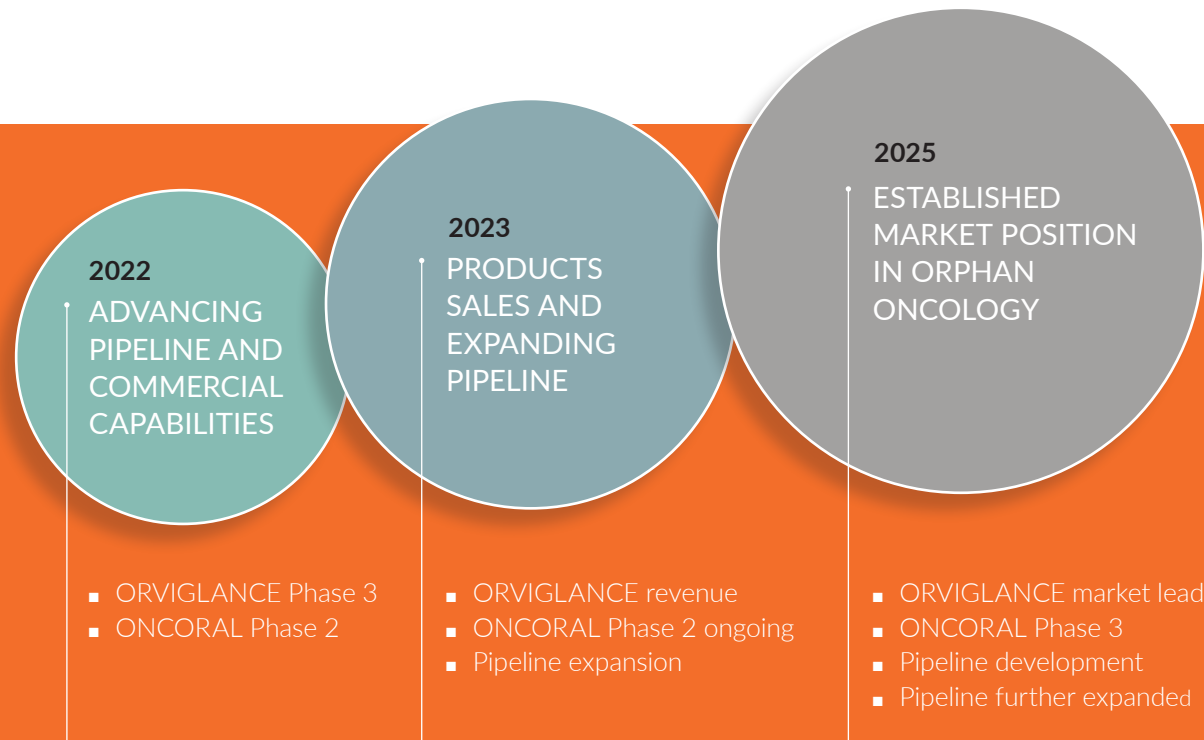 2022
ADVANCING
PIPELINE AND
COMMERCIAL
CAPABILITIES
▪ ORVIGLANCE Phase 3
▪ ONCORAL Phase 2
2023
PRODUCTS
SALES AND
EXPANDING
PIPELINE
▪ ORVIGLANCE revenue
▪ ONCORAL Phase 2 ongoing
▪ Pipeline expansion
2025
ESTABLISHED
MARKET POSITION
IN ORPHAN
ONCOLOGY
▪ ORVIGLANCE market lead
▪ ONCORAL Phase 3
▪ Pipeline development
▪ Pipeline further expanded